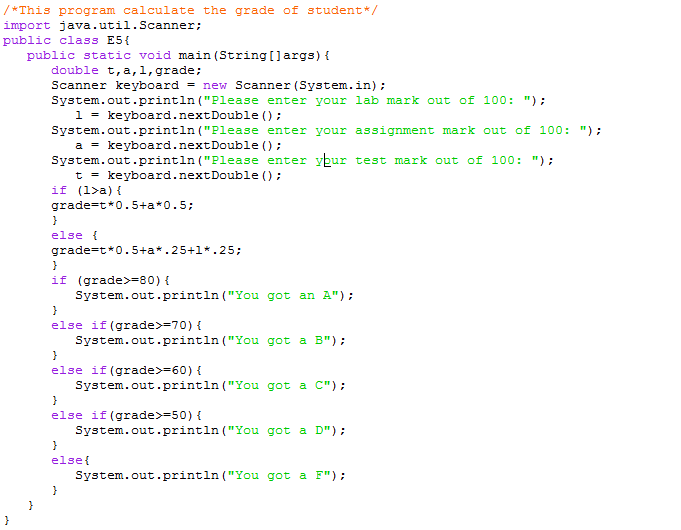 /*This program calculate the grade of student*/
import java.util.Scanner;
public class E5{
public static void main(String[]args){
double t,a,l,grade;
Scanner keyboard = new Scanner(System.in);
System.out.println("Please enter your lab mark out of 100: ");
l = keyboard.nextDouble();
System.out.println("Please enter your assignment mark out of 100: ");
a = keyboard.nextDouble();
System.out.println("Please enter your test mark out of 100: ");
t = keyboard.nextDouble();
if (l>a){
grade=t*0.5+a*0.5;
}
else {
grade=t*0.5+a*.25+l*.25;
}
if (grade>=80){
System.out.println("You got an A");
}
else if(grade>=70){
System.out.println("You got a B");
}
else if(grade>=60){
System.out.println("You got a C");
}
else if(grade>=50){
System.out.println("You got a D");
}
else{
System.out.println("You got a F");
}
}
}